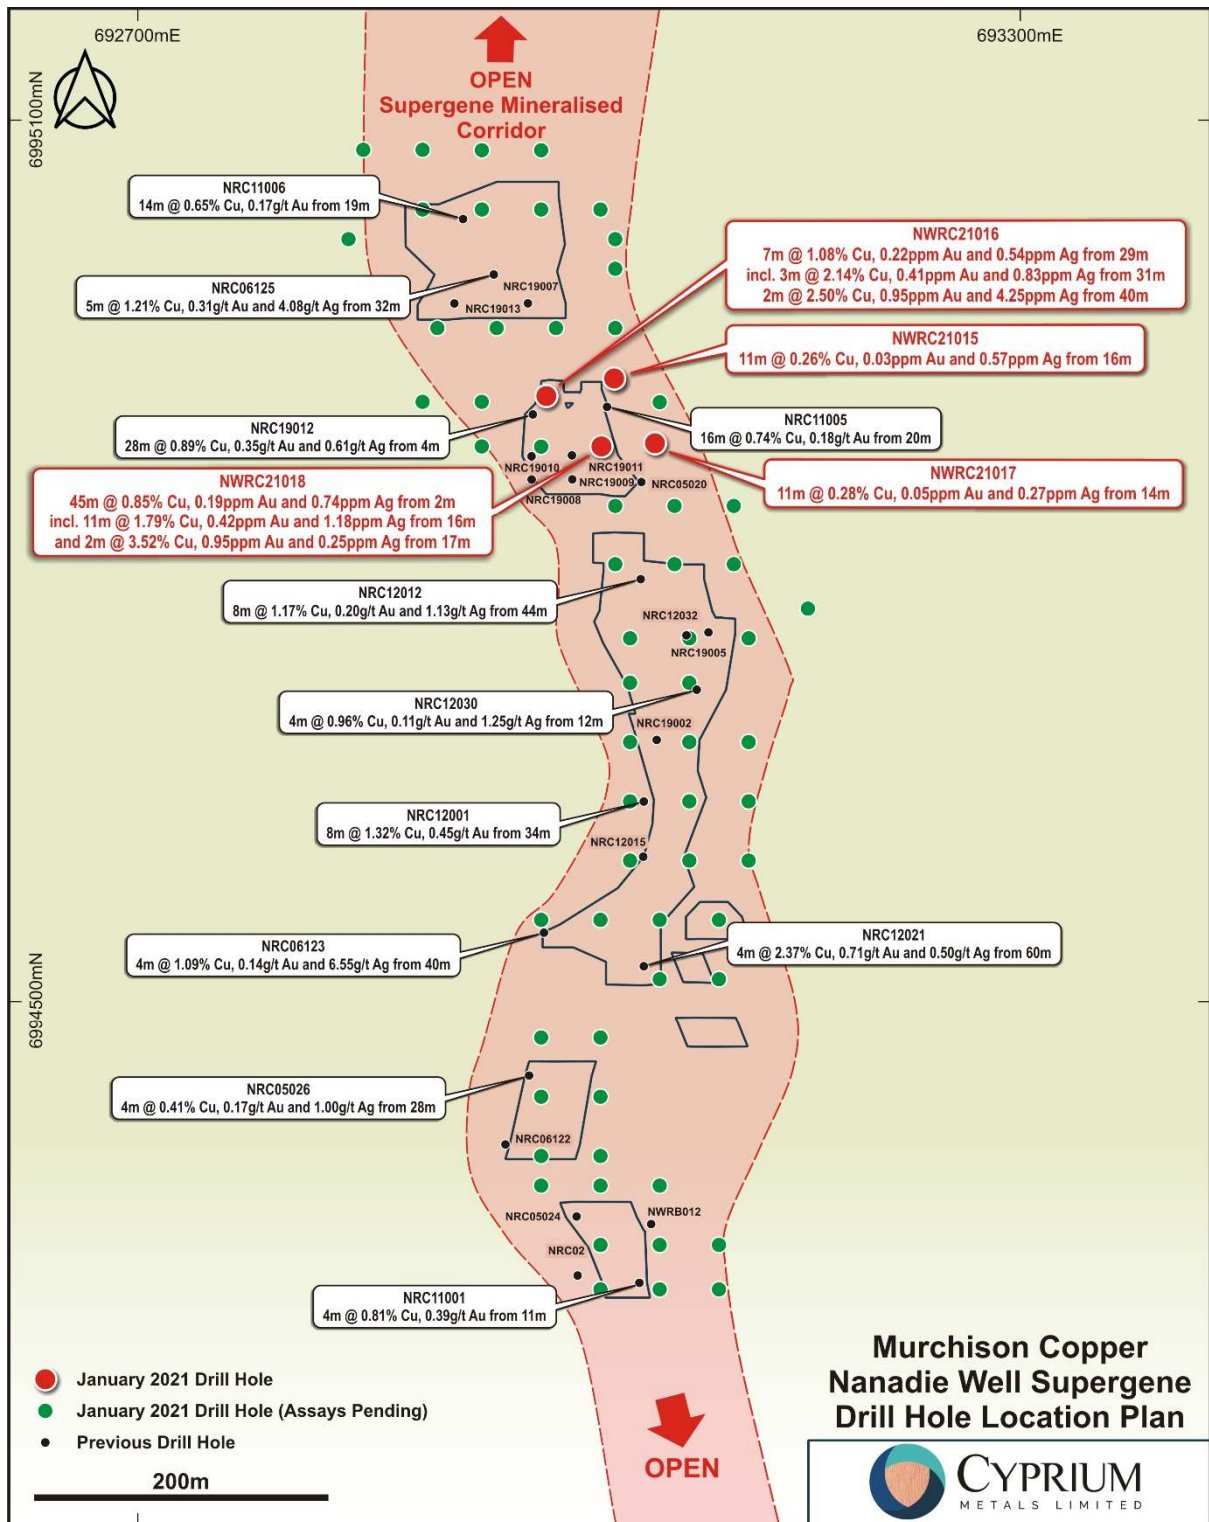 692700mE
693300mE
6995100mN
OPEN
Supergene Mineralised
Corridor
NRC11006
14m @ 0.65% Cu, 0.17g/t Au from 19m
NWRC21016
7m @ 1.08% Cu, 0.22ppm Au and 0.54ppm Ag from 29m
incl. 3m @ 2.14% Cu, 0.41ppm Au and 0.83ppm Ag from 31m
2m @ 2.50% Cu, 0.95ppm Au and 4.25ppm Ag from 40m
NRC06125
5m @ 1.21% Cu, 0.31g/t Au and 4.08g/t Ag from 32m
NRC19007
NRC19013
NWRC21015
11m @ 0.26% Cu, 0.03ppm Au and 0.57ppm Ag from 16m
NRC19012
28m @ 0.89% Cu, 0.35g/t Au and 0.61g/t Ag from 4m
NRC11005
16m @ 0.74% Cu, 0.18g/t Au from 20m
NRC19010
NRC19011
NRC19009
NRC05020
NRC19008
NWRC21017
11m @ 0.28% Cu, 0.05ppm Au and 0.27ppm Ag from 14m
NWRC21018
45m @ 0.85% Cu, 0.19ppm Au and 0.74ppm Ag from 2m
incl. 11m @ 1.79% Cu, 0.42ppm Au and 1.18ppm Ag from 16m
and 2m @ 3.52% Cu, 0.95ppm Au and 0.25ppm Ag from 17m
NRC12012
8m @ 1.17% Cu, 0.20g/t Au and 1.13g/t Ag from 44m
NRC12032
NRC19005
NRC12030
4m @ 0.96% Cu, 0.11g/t Au and 1.25g/t Ag from 12m
NRC19002
NRC12001
8m @ 1.32% Cu, 0.45g/t Au from 34m
NRC12015
NRC06123
4m @ 1.09% Cu, 0.14g/t Au and 6.55g/t Ag from 40m
NRC12021
4m @ 2.37% Cu, 0.71g/t Au and 0.50g/t Ag from 60m
6994500mN
NRC05026
4m @ 0.41% Cu, 0.17g/t Au and 1.00g/t Ag from 28m
NRC06122
NRC05024
NWRB012
NRC02
NRC11001
4m @ 0.81% Cu, 0.39g/t Au from 11m
January 2021 Drill Hole
January 2021 Drill Hole (Assays Pending)
Previous Drill Hole
200m
OPEN
Murchison Copper
Nanadie Well Supergene
Drill Hole Location Plan
CYPRIUM
METALS LIMITED